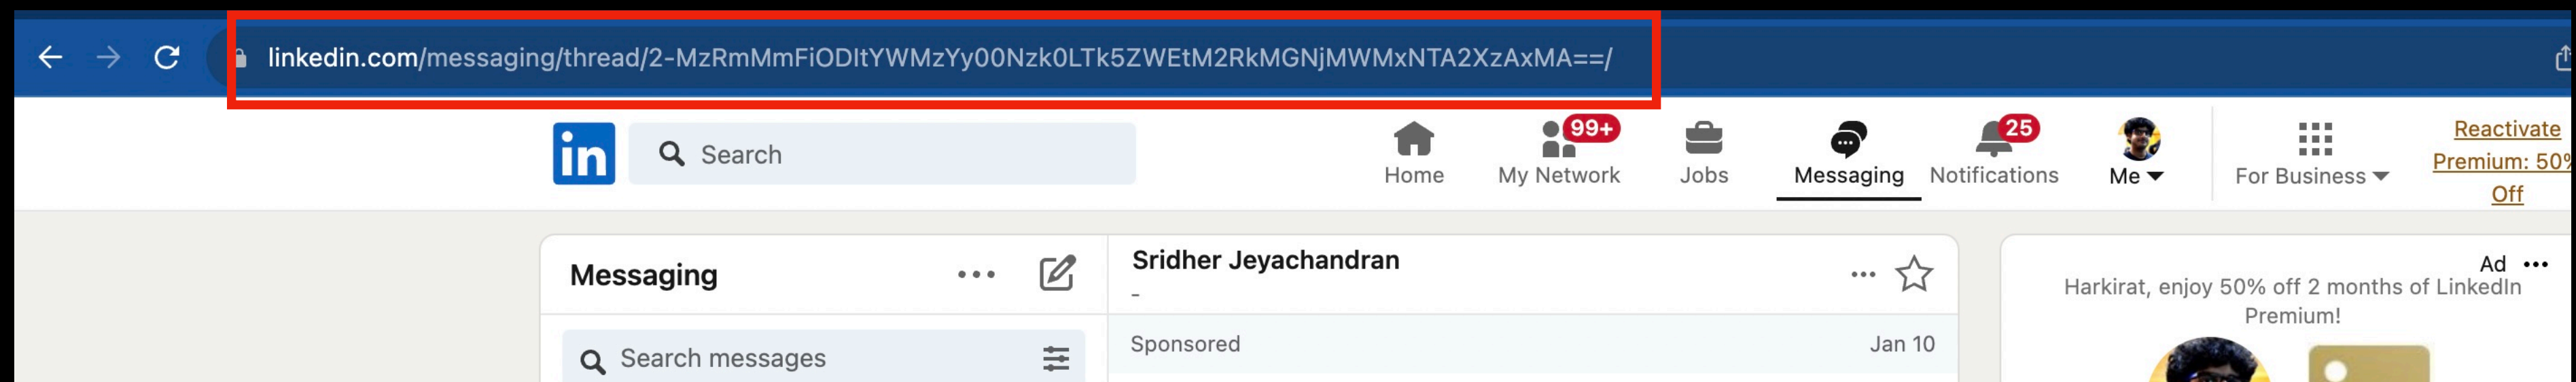 linkedin.com/messaging/thread/2-MzRmMmFiODItYWMzYy00Nzk0LTk5ZWEtM2RkMGNjMWMxNTA2XzAxMA==/
in
Search
99+
25
Home
My Network
Jobs
Messaging
Notifications
Me
For Business
Reactivate
Premium: 50%
Off
Messaging
Sridher Jeyachandran
-
Search messages
Sponsored
Jan 10
Ad
Harkirat, enjoy 50% off 2 months of LinkedIn
Premium!